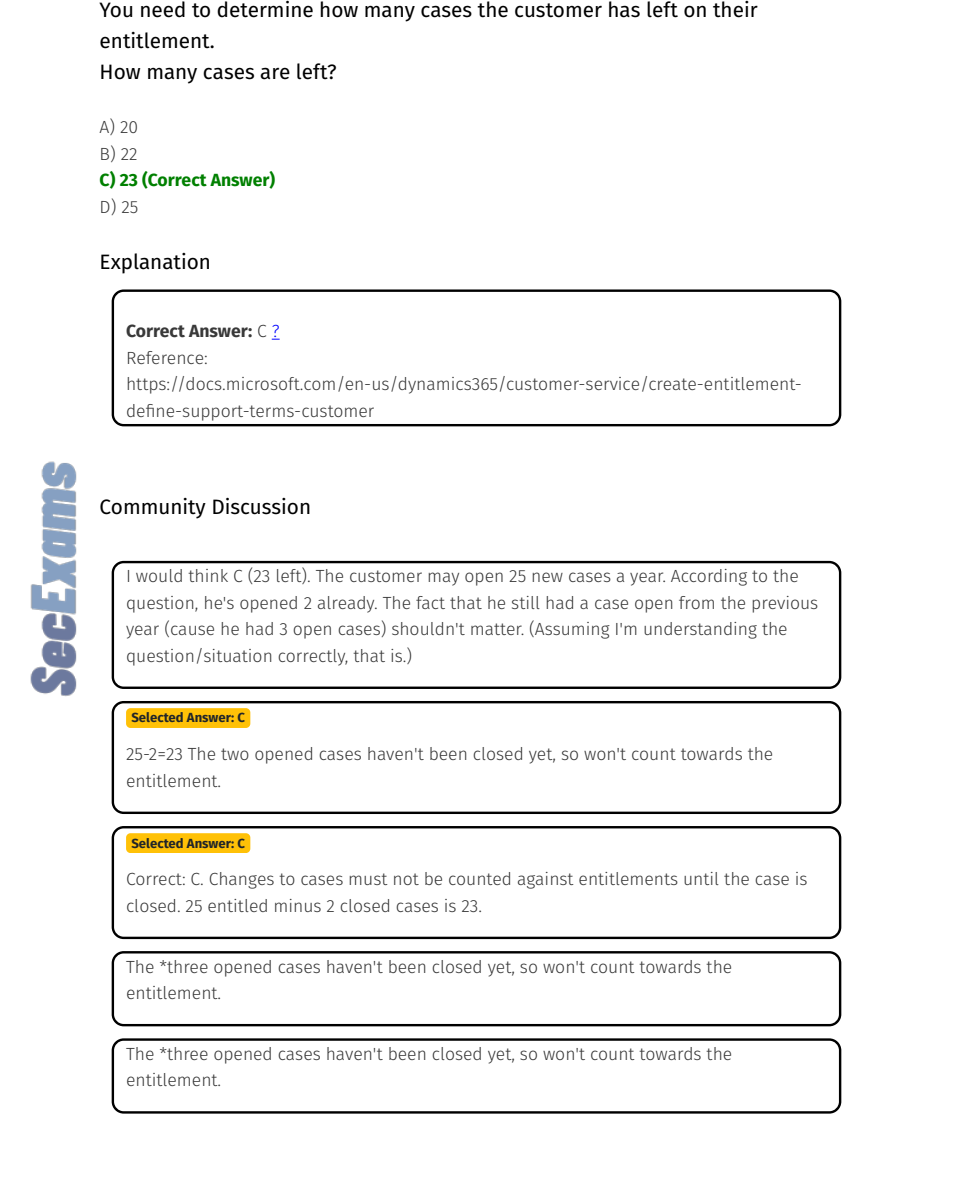 You need to determine how many cases the customer has left on their
entitlement.
How many cases are left?
A) 20
B) 22
C) 23 (Correct Answer)
D) 25
Explanation
Correct Answer: C ?
Reference:
https://docs.microsoft.com/en-us/dynamics365/customer-service/create-entitlement-
define-support-terms-customer
SecExams
Community Discussion
I would think C (23 left). The customer may open 25 new cases a year. According to the
question, he's opened 2 already. The fact that he still had a case open from the previous
year (cause he had 3 open cases) shouldn't matter. (Assuming I'm understanding the
question/situation correctly, that is.)
Selected Answer: C
25-2=23 The two opened cases haven't been closed yet, so won't count towards the
entitlement.
Selected Answer: C
Correct: C. Changes to cases must not be counted against entitlements until the case is
closed. 25 entitled minus 2 closed cases is 23.
The *three opened cases haven't been closed yet, so won't count towards the
entitlement.
The *three opened cases haven't been closed yet, so won't count towards the
entitlement.